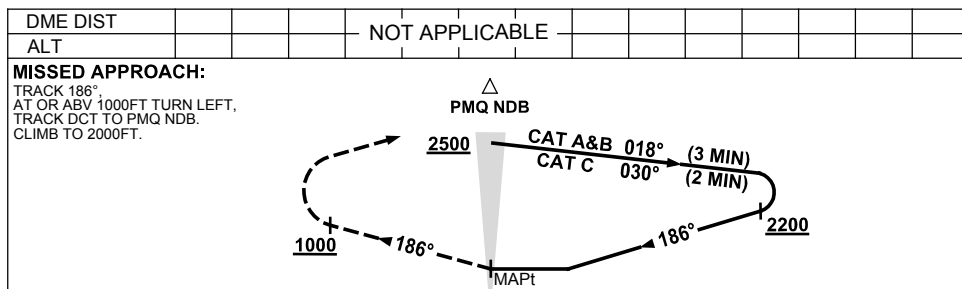 DME DIST
NOT APPLICABLE
ALT
MISSED APPROACH:
TRACK 186°,
AT OR ABV 1000FT TURN LEFT,
TRACK DCT TO PMQ NDB.
CLIMB TO 2000FT.
PMQ NDB
2500
CAT A&B 018° (3 MIN)
CAT C 030° (2 MIN)
1000
186°
186°
2200
MAPt